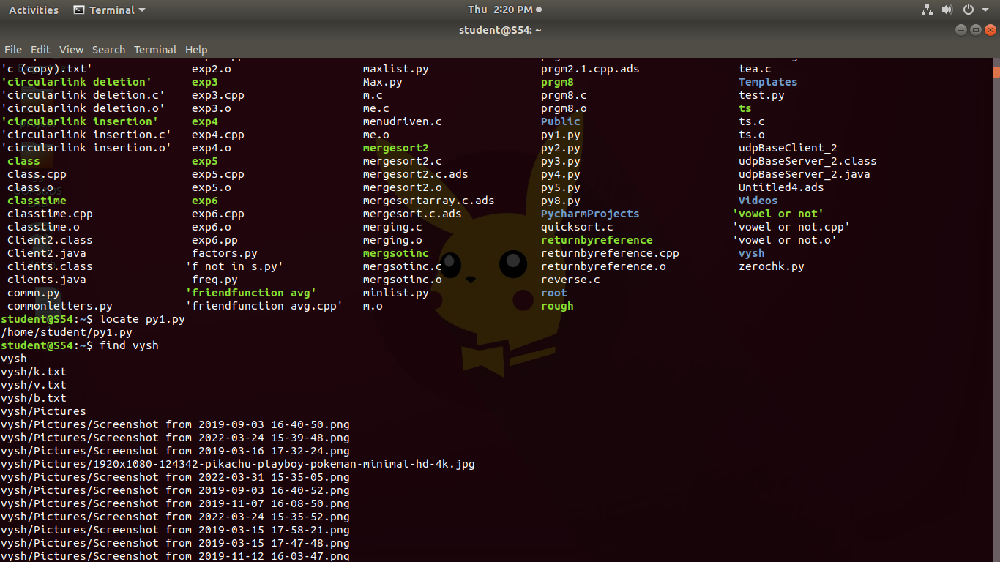 Activities Terminal Thu 2:20 PM
student@S54: ~
File Edit View Search Terminal Help
'c (copy).txt' exp2.o maxlist.py prgm2.1.cpp.ads tea.c
'circularlink deletion' exp3 Max.py prgm8 Templates
'circularlink deletion.c' exp3.cpp m.c prgm8.c test.py
'circularlink deletion.o' exp3.o me.c prgm8.o ts
'circularlink insertion' exp4 menudriven.c Public ts.c
'circularlink insertion.c' exp4.cpp me.o py1.py ts.o
'circularlink insertion.o' exp4.o mergesort2 py2.py udpBaseClient_2
class exp5 mergesort2.c py3.py udpBaseServer_2.class
class.cpp exp5.cpp mergesort2.c.ads py4.py udpBaseServer_2.java
class.o exp5.o mergesort2.o py5.py Untitled4.ads
classtime exp6 mergesortarray.c.ads py8.py Videos
classtime.cpp exp6.cpp mergesort.c.ads PycharmProjects 'vowel or not'
classtime.o exp6.o merging.c quicksort.c 'vowel or not.cpp'
Client2.class exp6.pp merging.o returnbyreference 'vowel or not.o'
Client2.java factors.py mergsotinc returnbyreference.cpp vysh
clients.class 'f not in s.py' mergsotinc.c returnbyreference.o zerochk.py
clients.java freq.py mergsotinc.o reverse.c
commn.py 'friendfunction avg' minlist.py root
commonletters.py 'friendfunction avg.cpp' m.o rough
student@S54:~$ locate py1.py
/home/student/py1.py
student@S54:~$ find vysh
vysh
vysh/k.txt
vysh/v.txt
vysh/b.txt
vysh/Pictures
vysh/Pictures/Screenshot from 2019-09-03 16-40-50.png
vysh/Pictures/Screenshot from 2022-03-24 15-39-48.png
vysh/Pictures/Screenshot from 2019-03-16 17-32-24.png
vysh/Pictures/1920x1080-124342-pikachu-playboy-pokeman-minimal-hd-4k.jpg
vysh/Pictures/Screenshot from 2022-03-31 15-35-05.png
vysh/Pictures/Screenshot from 2019-09-03 16-40-52.png
vysh/Pictures/Screenshot from 2019-11-07 16-08-50.png
vysh/Pictures/Screenshot from 2022-03-24 15-35-52.png
vysh/Pictures/Screenshot from 2019-03-15 17-58-21.png
vysh/Pictures/Screenshot from 2019-03-15 17-47-48.png
vysh/Pictures/Screenshot from 2019-11-12 16-03-47.png